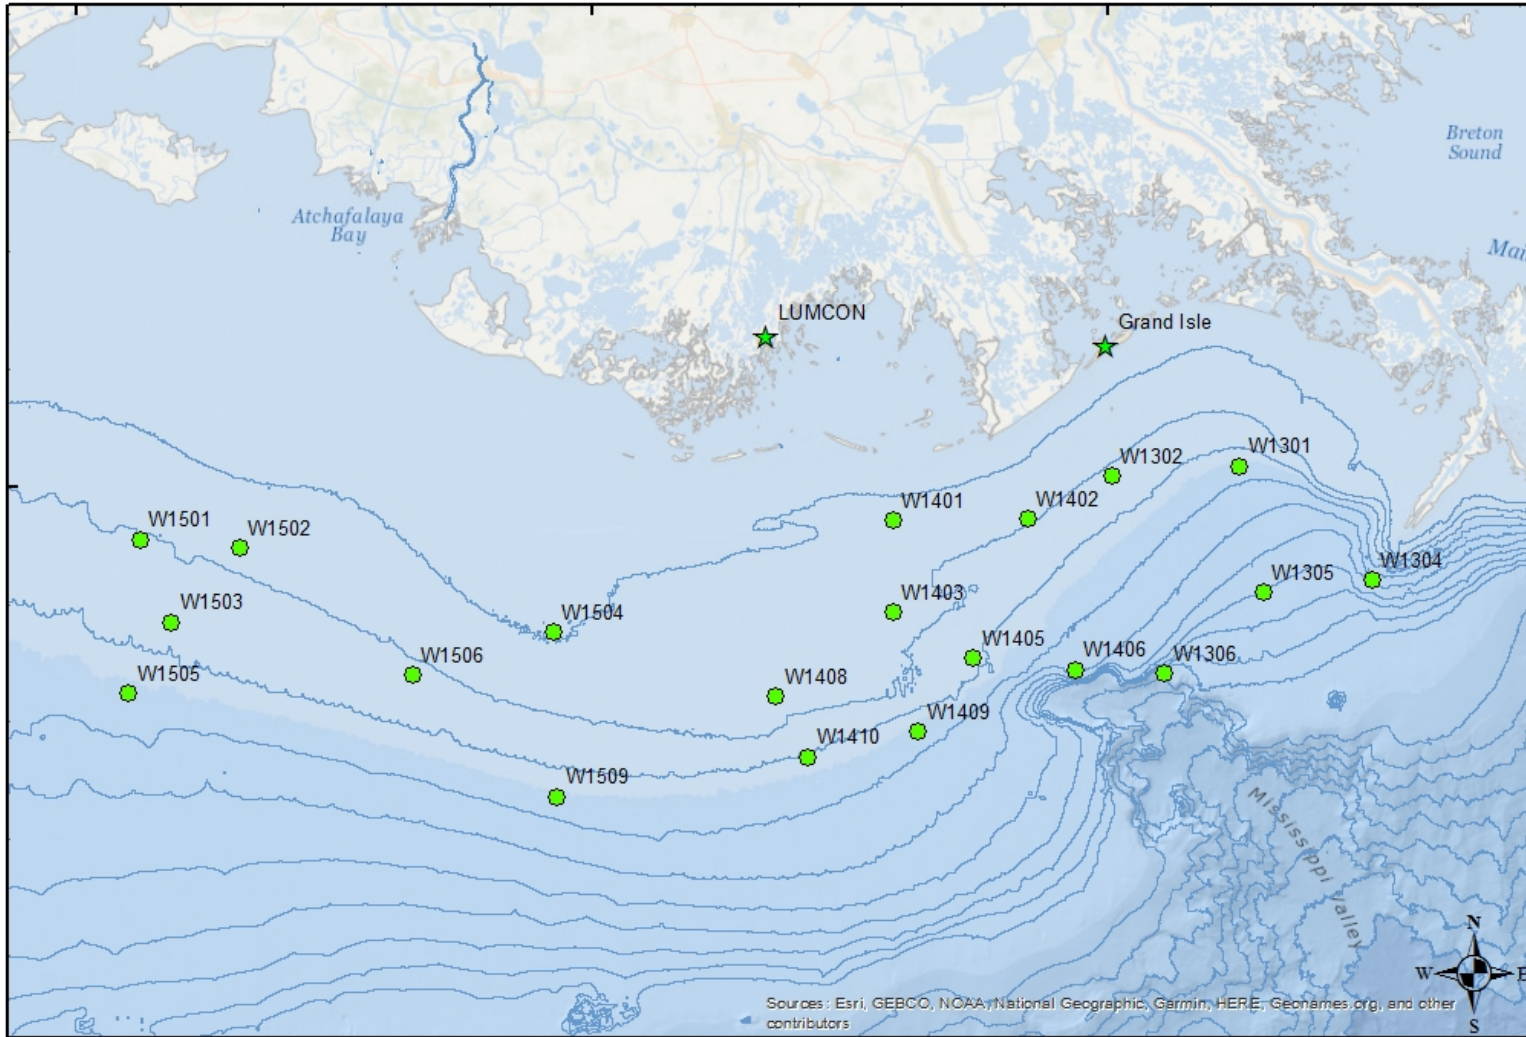 Breton
Sound
Atchafalaya
Bay
Mai
LUMCON
Grand Isle
W1301
W1302
W1401
W1402
W1501
W1502
W1304
W1305
W1403
W1503
W1504
W1405
W1406
W1306
W1506
W1505
W1408
W1409
W1410
W1509
Mississippi Valley
N
W
E
S
Sources: Esri, GEBCO, NOAA, National Geographic, Garmin, HERE, Geonames.org, and other
contributors